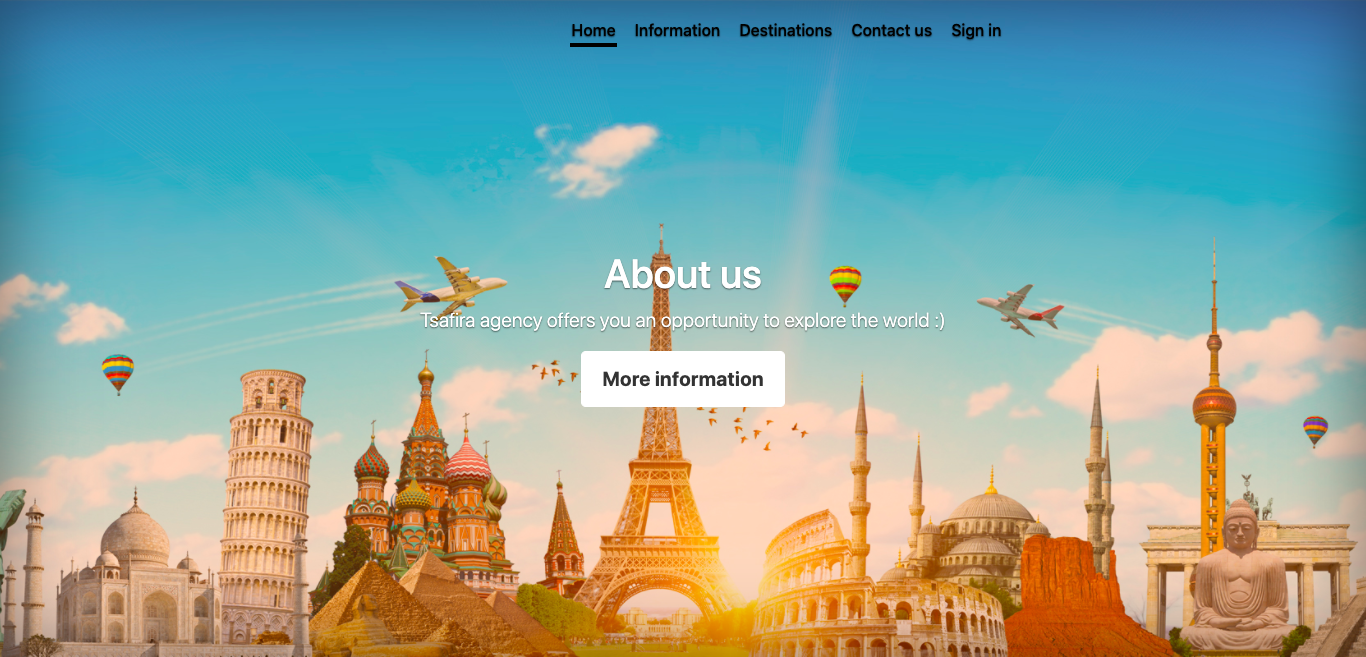 Home Information Destinations Contact us Sign in
About us
Tsafira agency offers you an opportunity to explore the world :)
More information